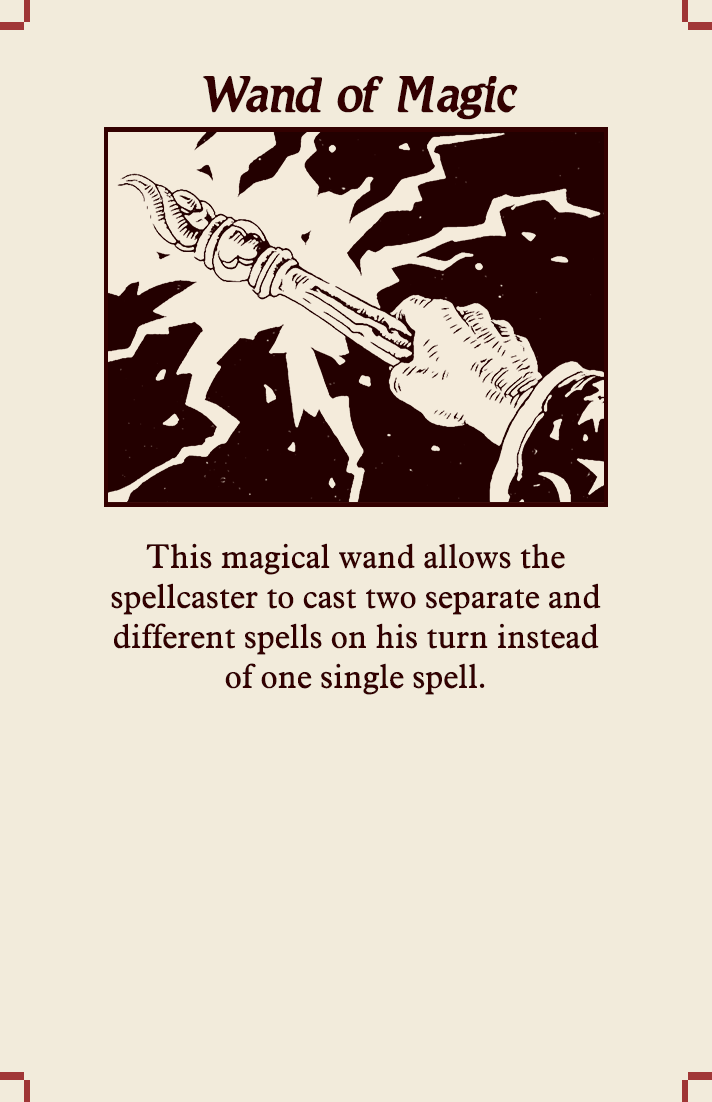 Wand of Magic
This magical wand allows the
spellcaster to cast two separate and
different spells on his turn instead
of one single spell.